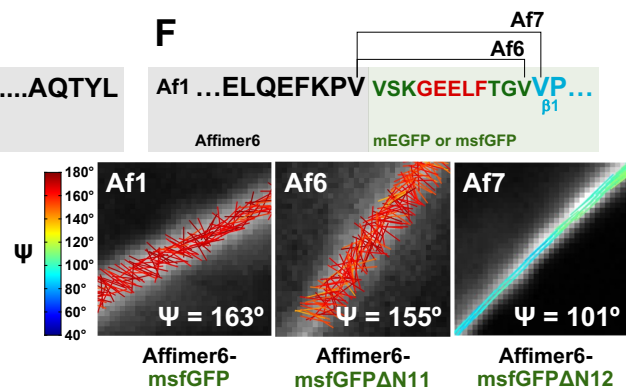 F
Af7
Af6
....AQTYL
Af1 ...ELQEFKPV VSKGEELFTGVVP...
β1
Affimer6
mEGFP or msfGFP
180°
160°
140°
120°
100°
80°
60°
40°
Ψ
Af1
Ψ = 163º
Af6
Ψ = 155º
Af7
Ψ = 101º
Affimer6-
msfGFP
Affimer6-
msfGFPΔN11
Affimer6-
msfGFPΔN12